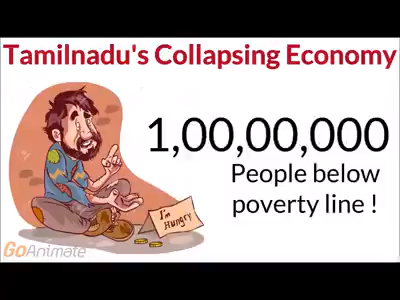 Tamilnadu's Collapsing Economy
1,00,00,000
People below
poverty line !
I'm
Hungry
GoAnimate